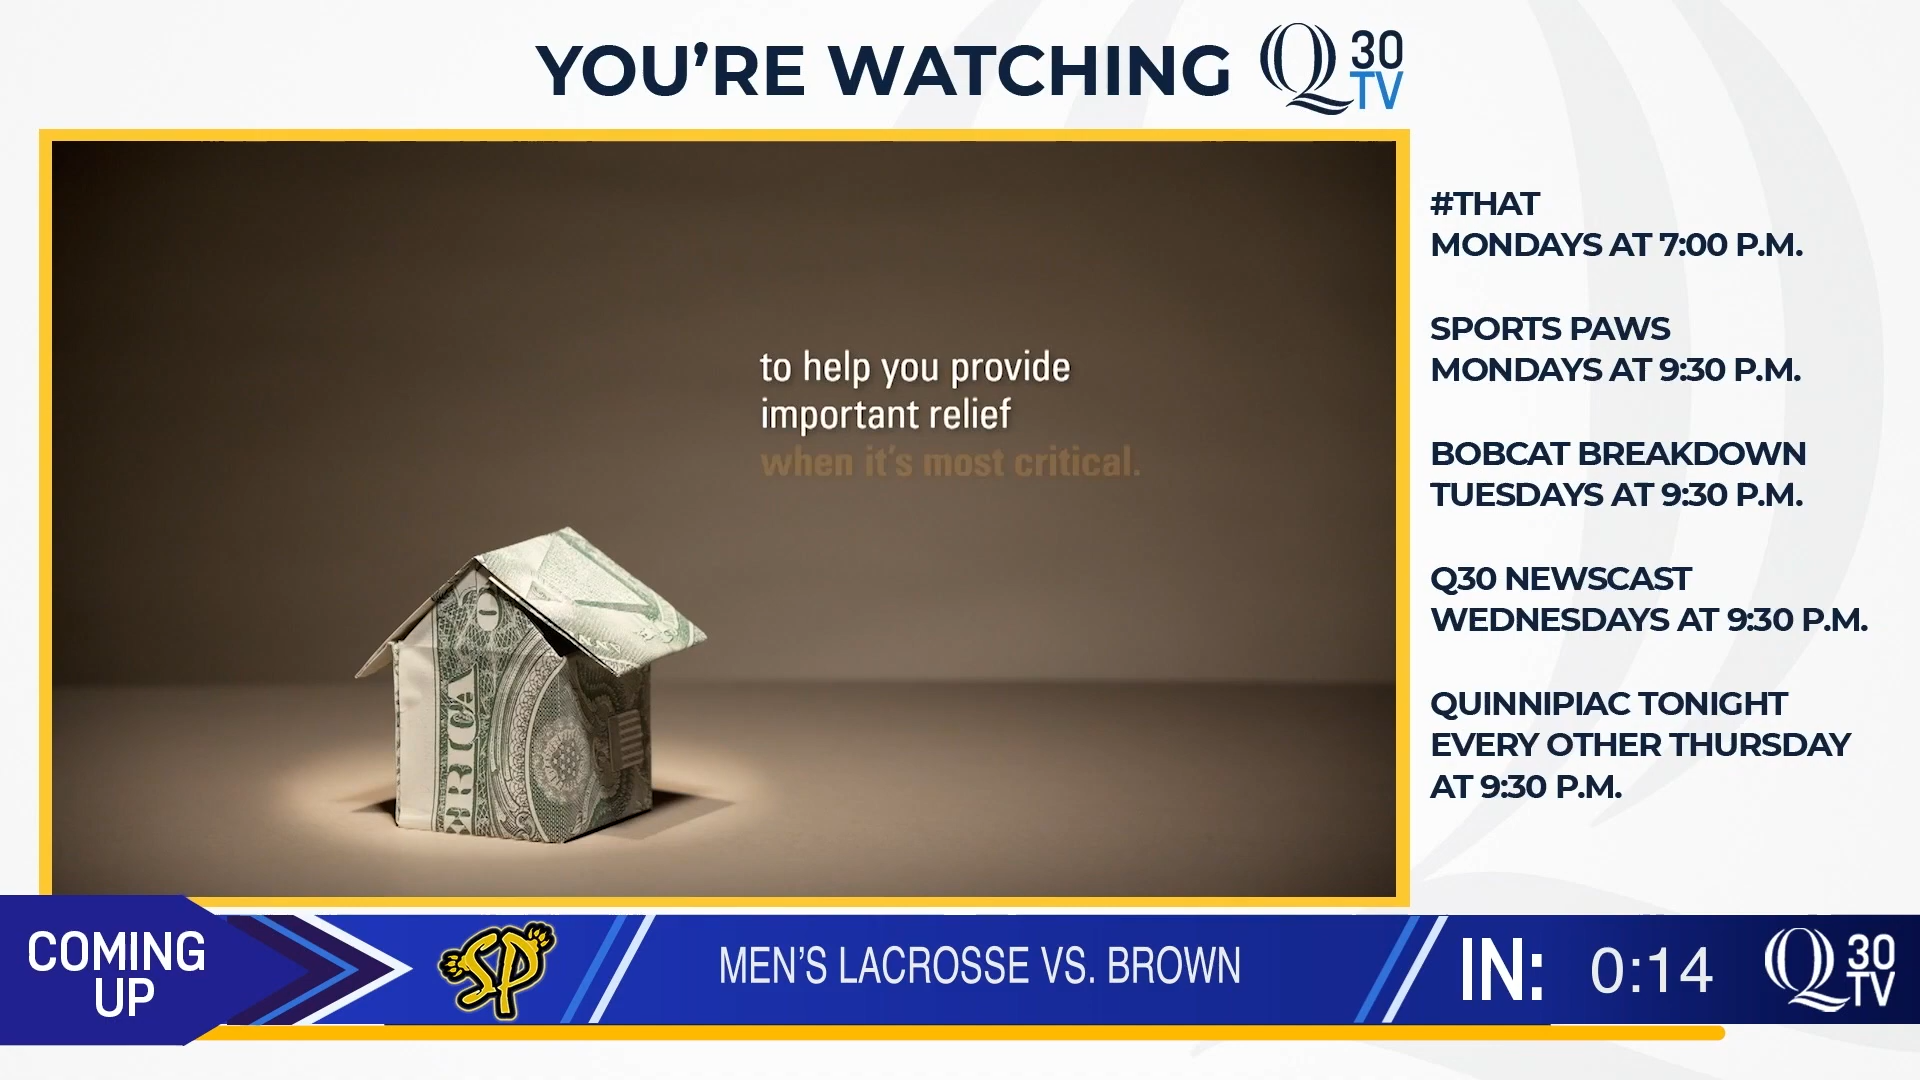 YOU'RE WATCHING Q 30 TV
to help you provide
important relief
when it's most critical.
ERICA
#THAT
MONDAYS AT 7:00 P.M.
SPORTS PAWS
MONDAYS AT 9:30 P.M.
BOBCAT BREAKDOWN
TUESDAYS AT 9:30 P.M.
Q30 NEWSCAST
WEDNESDAYS AT 9:30 P.M.
QUINNIPIAC TONIGHT
EVERY OTHER THURSDAY
AT 9:30 P.M.
COMING
UP
SP
MEN'S LACROSSE VS. BROWN
IN: 0:14
Q 30 TV